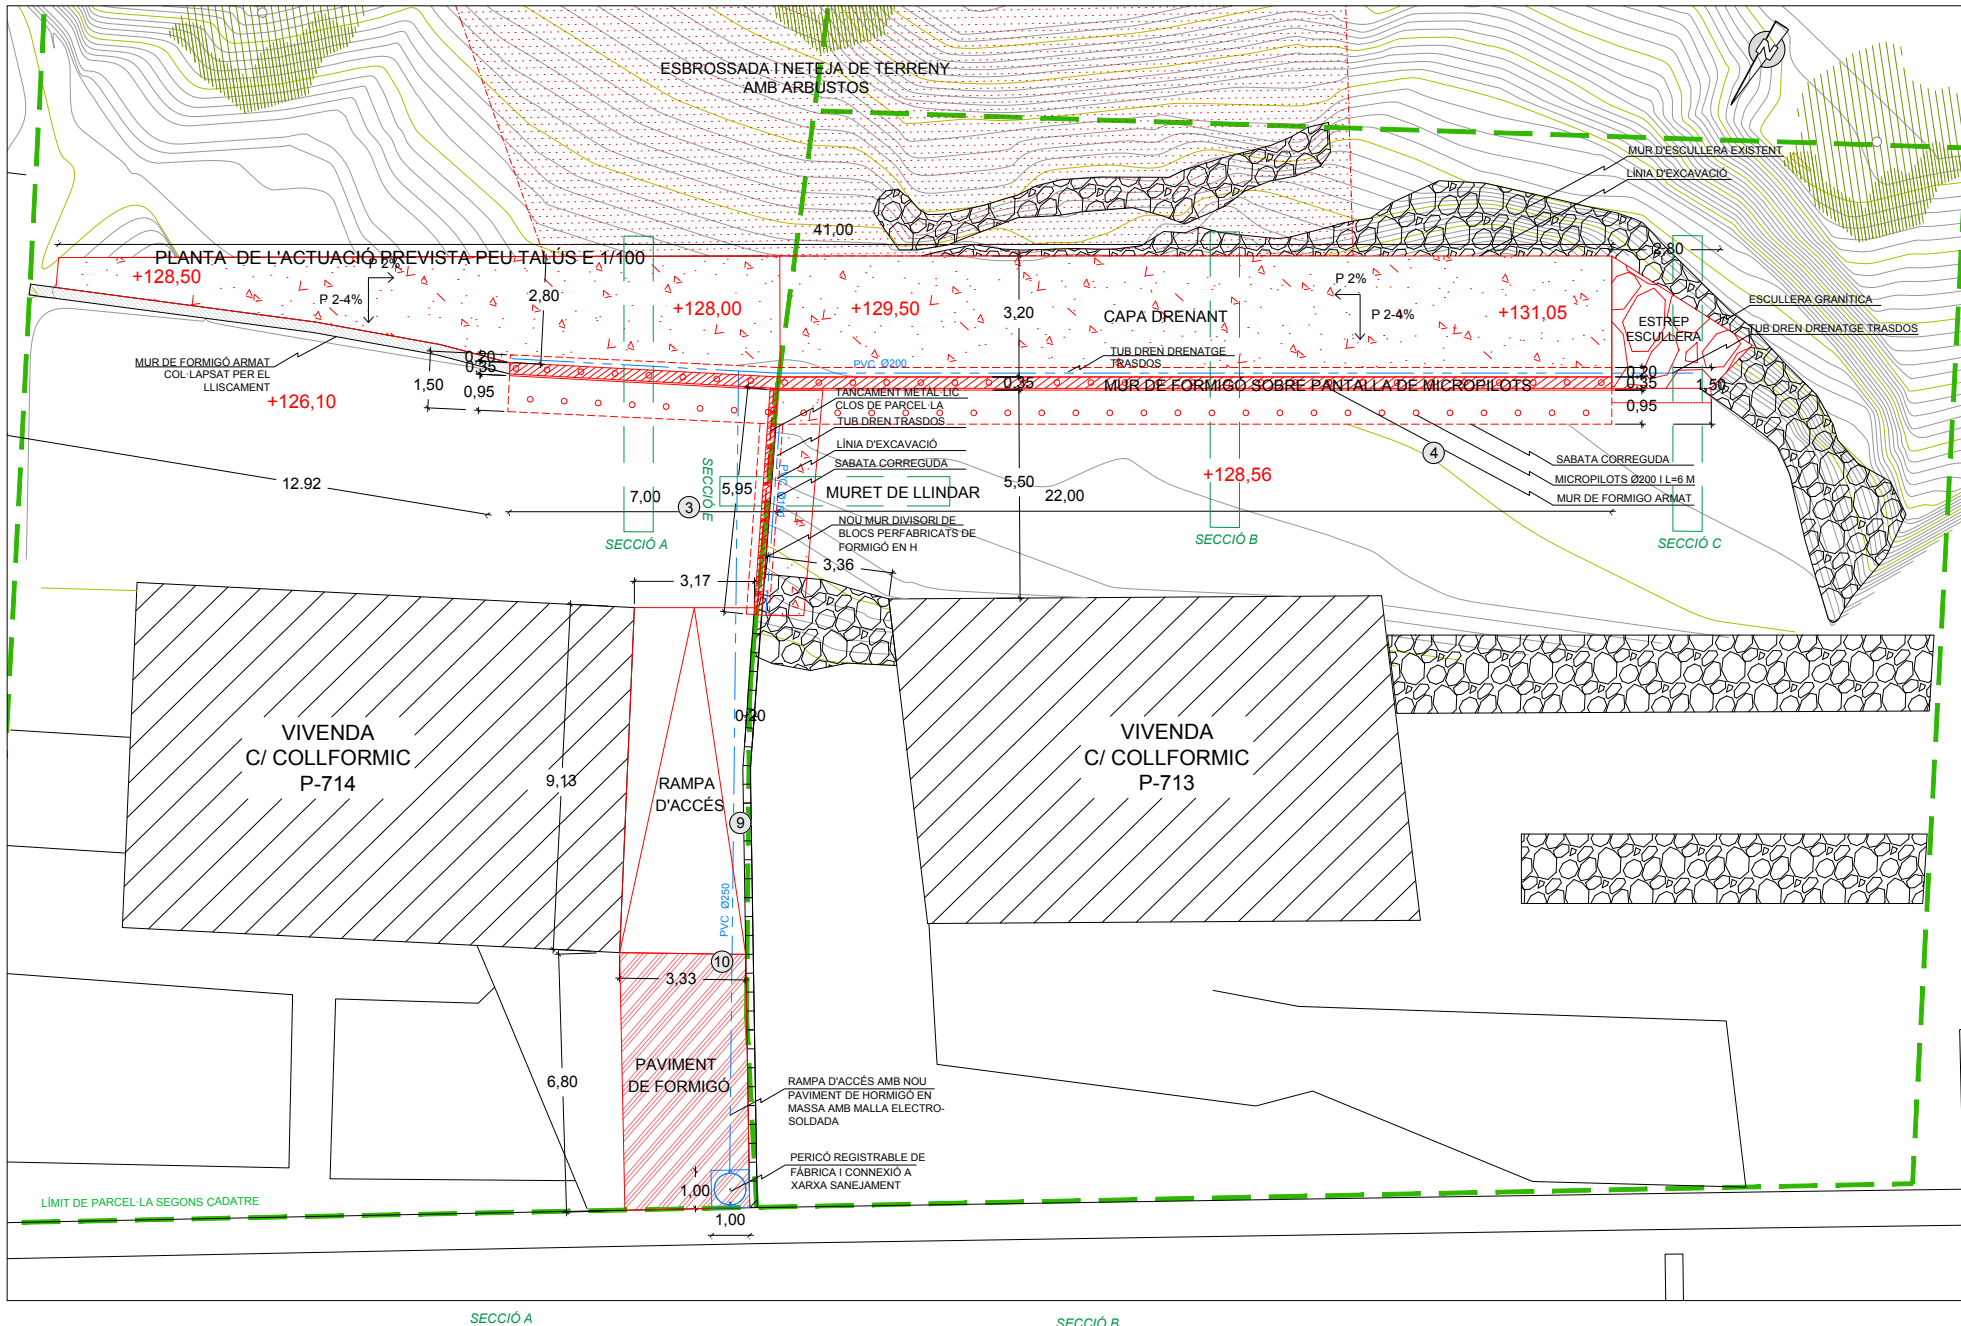 ESBROSSADA I NETEJA DE TERRENY
AMB ARBUSTOS
MUR D'ESCULLERA EXISTENT
LÍNIA D'EXCAVACIÓ
41,00
2,80
PLANTA DE L'ACTUACIÓ PREVISTA PEU TALÚS E 1/100
P 2%
+128,50
P 2-4%
2,80
+128,00
+129,50
3,20
CAPA DRENANT
P 2%
P 2-4%
+131,05
ESTREP
ESCULLERA
ESCULLERA GRANÍTICA
TUB DREN DRENATGE TRASDOS
MUR DE FORMIGÓ ARMAT
COL·LAPSAT PER EL
LLISCAMENT
+126,10
1,50
0,20
0,35
0,95
PVC Ø200
TUB DREN DRENATGE
TRASDOS
0,35
MUR DE FORMIGÓ SOBRE PANTALLA DE MICROPILOTS
0,20
0,35
1,50
0,95
TANCAMENT METÀL·LIC
CLOS DE PARCEL·LA
TUB DREN TRASDOS
LÍNIA D'EXCAVACIÓ
SABATA CORREGUDA
PVC Ø160
4
+128,56
SABATA CORREGUDA
MICROPILOTS Ø200 I L=6 M
MUR DE FORMIGO ARMAT
12.92
7,00
3
SECCIÓ E
5,95
MURET DE LLINDAR
5,50
22,00
SECCIÓ A
NOU MUR DIVISORI DE
BLOCS PERFABRICATS DE
FORMIGÓ EN H
SECCIÓ B
SECCIÓ C
3,36
3,17
VIVENDA
C/ COLLFORMIC
P-714
9,13
0,20
RAMPA
D'ACCÉS
9
VIVENDA
C/ COLLFORMIC
P-713
PVC Ø250
10
3,33
PAVIMENT
DE FORMIGÓ
6,80
RAMPA D'ACCÉS AMB NOU
PAVIMENT DE HORMIGÓ EN
MASSA AMB MALLA ELECTRO-
SOLDADA
PERICÓ REGISTRABLE DE
FÀBRICA I CONNEXIÓ A
XARXA SANEJAMENT
1,00
1,00
LÍMIT DE PARCEL·LA SEGONS CADATRE
SECCIÓ A
SECCIÓ B